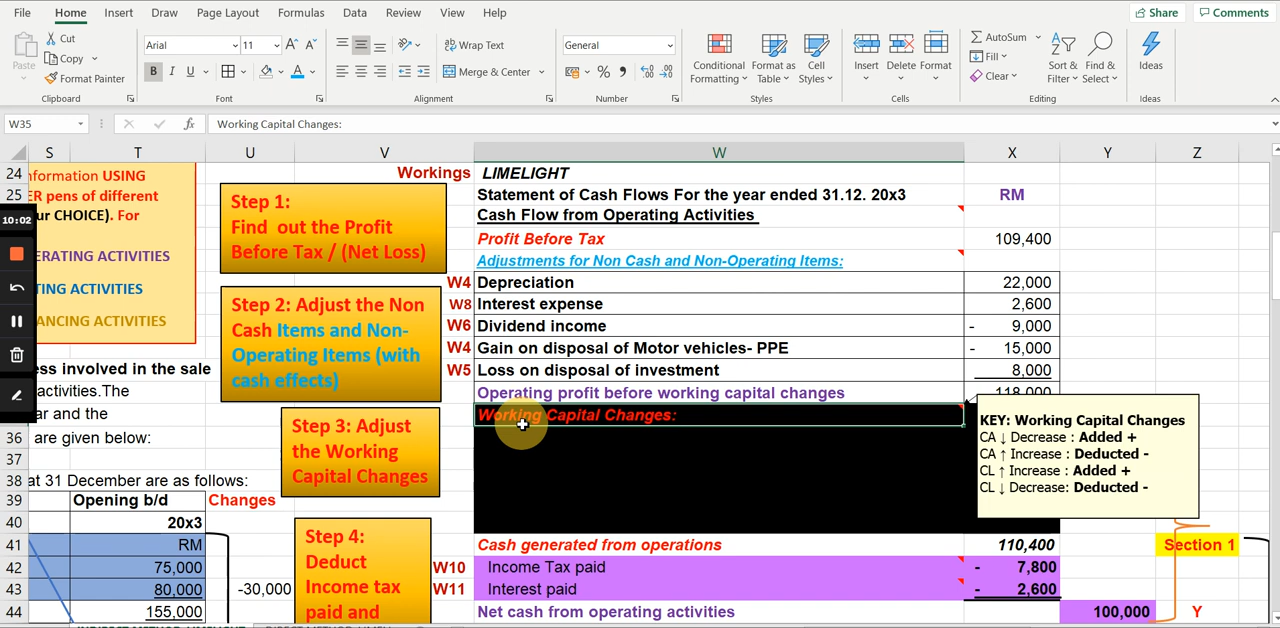 File Home Insert Draw Page Layout Formulas Data Review View Help Share Comments
Cut
Copy
Format Painter
Paste
Clipboard
Arial 11 A A
B I U A
Font
Wrap Text
Merge & Center
Alignment
General
%
Number
Conditional Formatting
Format as Table
Cell Styles
Styles
Insert Delete Format
Cells
AutoSum
Fill
Clear
Sort & Filter
Find & Select
Editing
Ideas
Ideas
W35 fx Working Capital Changes:
S T U V W X Y Z
24 nformation USING Workings LIMELIGHT
25 ER pens of different Statement of Cash Flows For the year ended 31.12. 20x3 RM
ur CHOICE). For Cash Flow from Operating Activities
10:02
Step 1:
Find out the Profit
Before Tax / (Net Loss)
Profit Before Tax 109,400
ERATING ACTIVITIES Adjustments for Non Cash and Non-Operating Items:
W4 Depreciation 22,000
TING ACTIVITIES
Step 2: Adjust the Non
Cash Items and Non-
Operating Items (with
cash effects)
W8 Interest expense 2,600
ANCING ACTIVITIES W6 Dividend income - 9,000
W4 Gain on disposal of Motor vehicles- PPE - 15,000
ess involved in the sale W5 Loss on disposal of investment 8,000
activities.The Operating profit before working capital changes 118,000
ar and the Working Capital Changes:
36 are given below:
37
38 at 31 December are as follows:
Step 3: Adjust
the Working
Capital Changes
KEY: Working Capital Changes
CA ↓ Decrease : Added +
CA ↑ Increase : Deducted -
CL ↑ Increase : Added +
CL ↓ Decrease: Deducted -
39 Opening b/d Changes
40 20x3
41 RM Cash generated from operations 110,400 Section 1
42 75,000 W10 Income Tax paid - 7,800
43 80,000 -30,000 W11 Interest paid - 2,600
44 155,000 Net cash from operating activities 100,000 Y
Step 4:
Deduct
Income tax
paid and